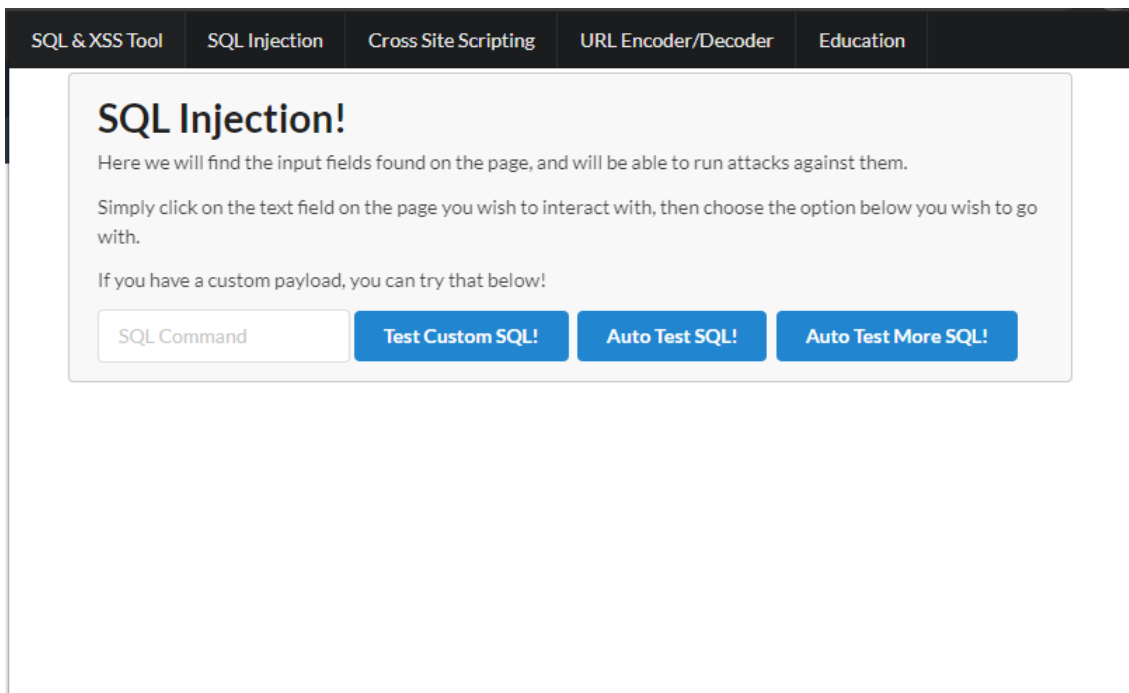 SQL & XSS Tool SQL Injection Cross Site Scripting URL Encoder/Decoder Education
SQL Injection!
Here we will find the input fields found on the page, and will be able to run attacks against them.
Simply click on the text field on the page you wish to interact with, then choose the option below you wish to go
with.
If you have a custom payload, you can try that below!
SQL Command Test Custom SQL! Auto Test SQL! Auto Test More SQL!